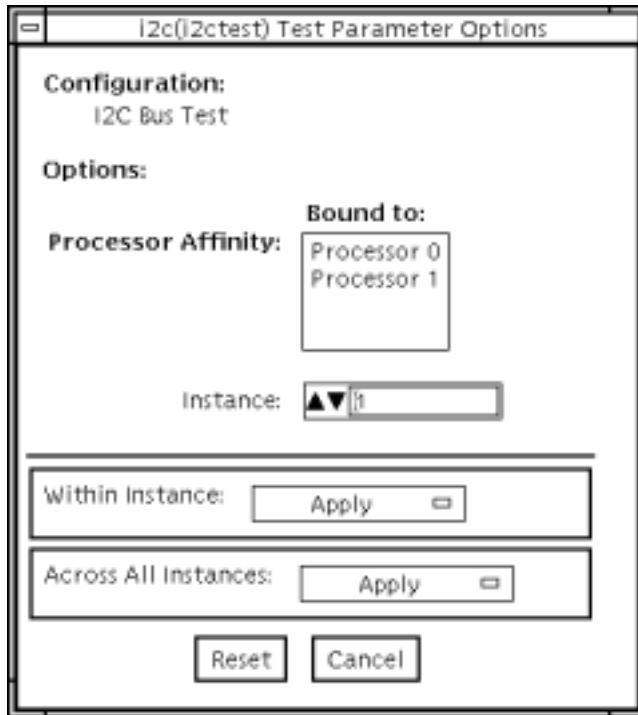 i2c(i2ctest) Test Parameter Options
Configuration:
I2C Bus Test
Options:
Bound to:
Processor Affinity:
Processor 0
Processor 1
Instance:
1
Within Instance:
Apply
Across All Instances:
Apply
Reset
Cancel